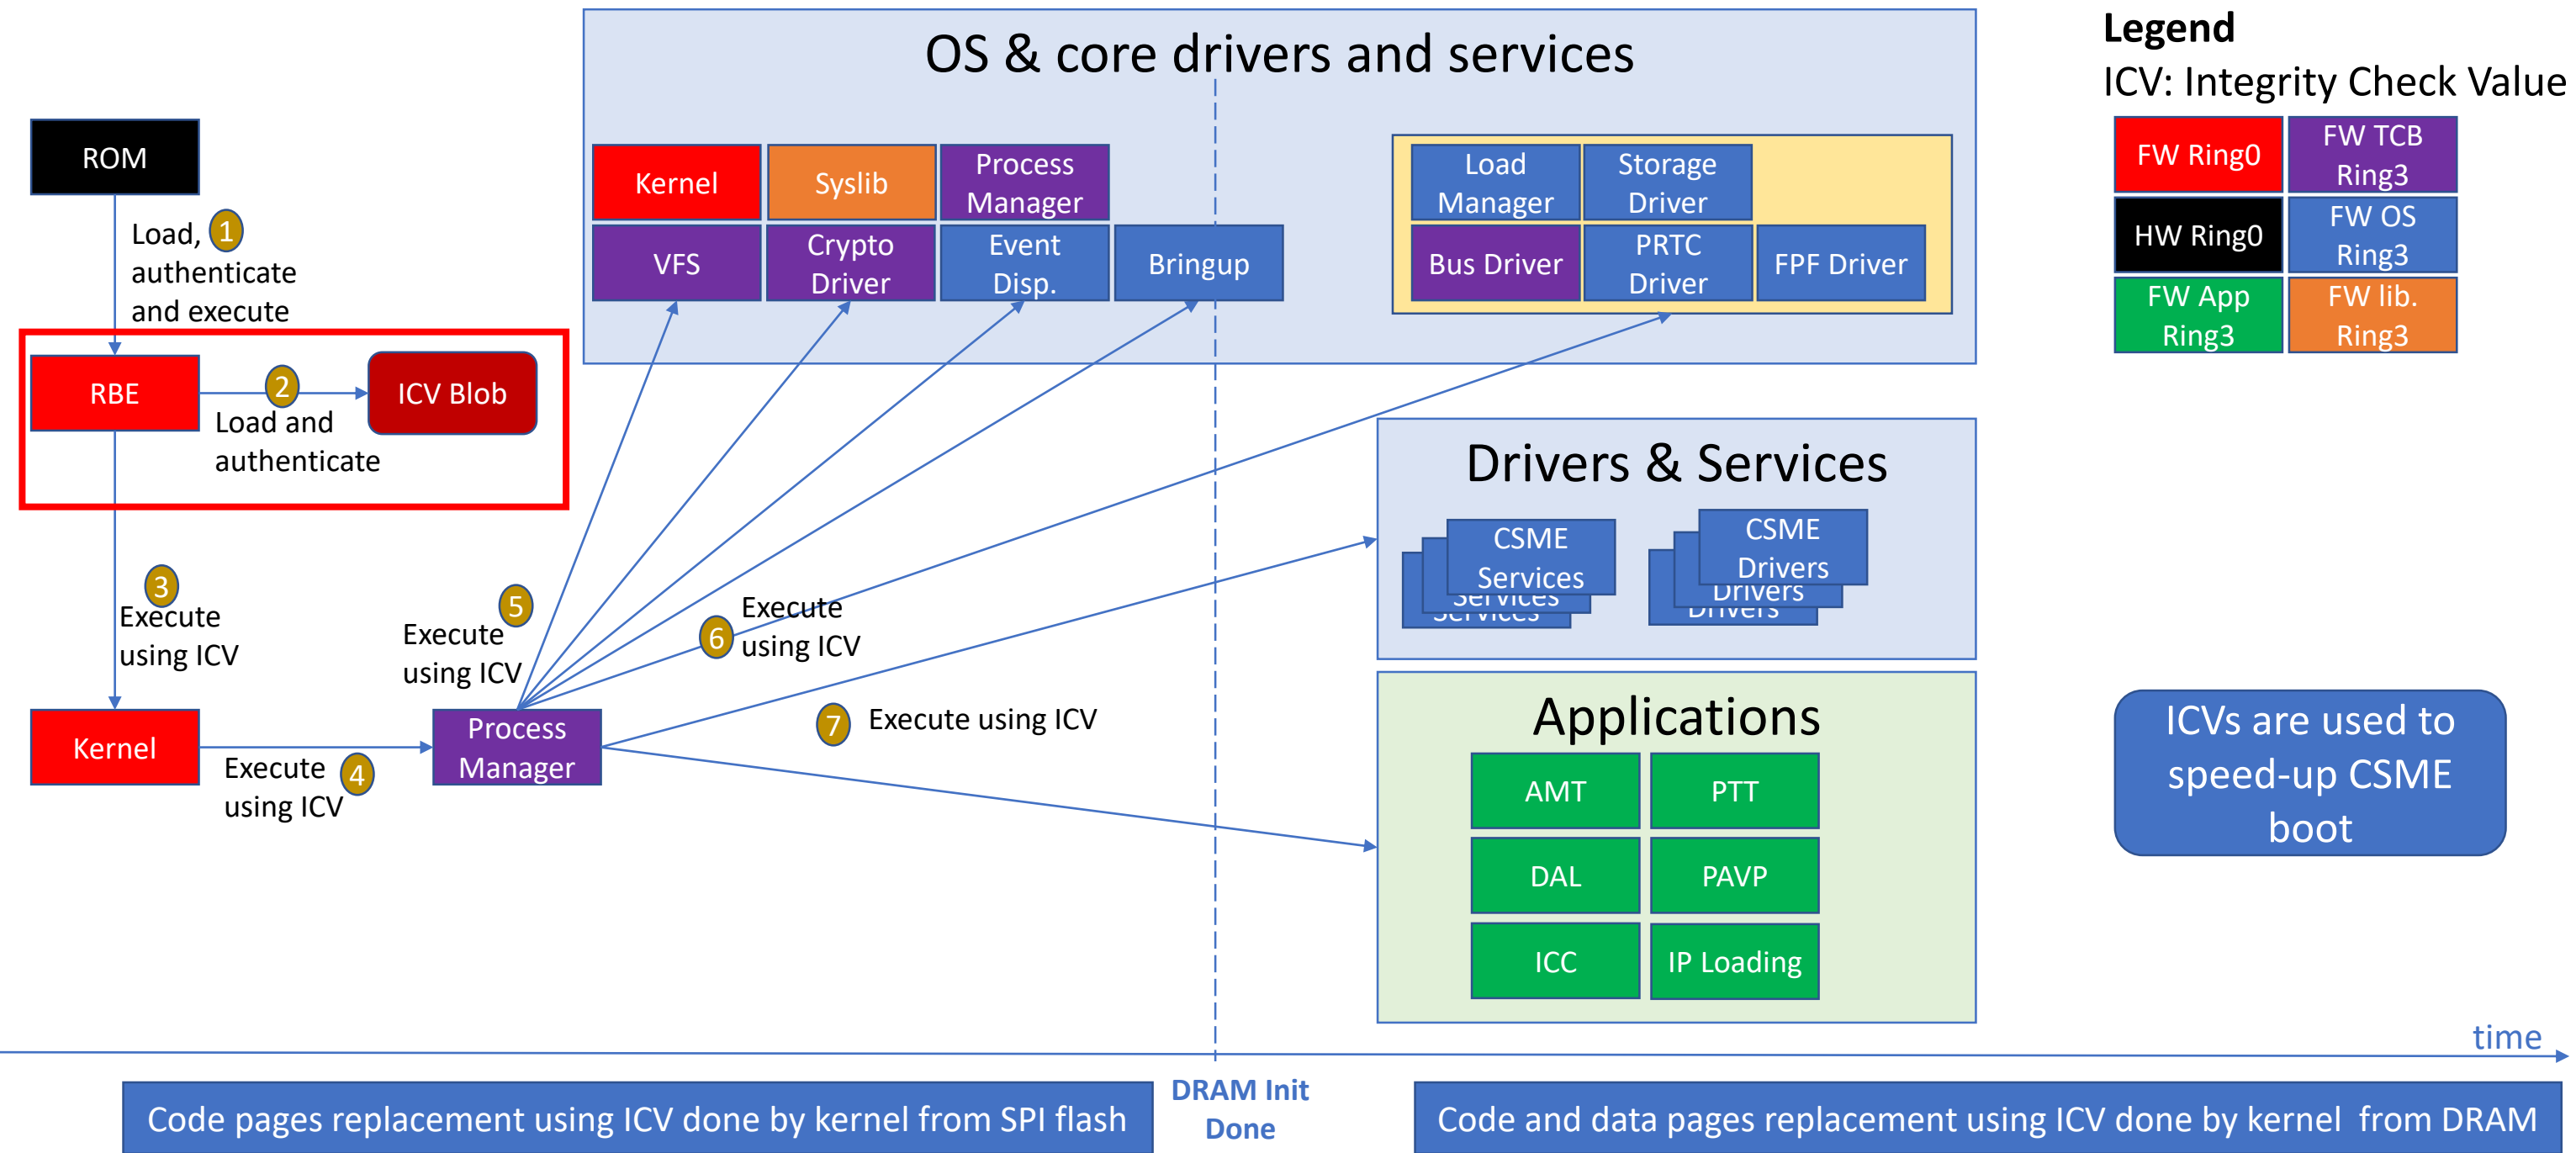 OS & core drivers and services
Legend
ICV: Integrity Check Value
FW Ring0
FW TCB
Ring3
HW Ring0
FW OS
Ring3
FW App
Ring3
FW lib.
Ring3
ROM
Load,
1
authenticate
and execute
RBE
2
Load and
authenticate
ICV Blob
3
Execute
using ICV
Kernel
Execute
using ICV
4
Process
Manager
5
Execute
using ICV
6
Execute
using ICV
7
Execute using ICV
Kernel
Syslib
Process
Manager
VFS
Crypto
Driver
Event
Disp.
Bringup
Load
Manager
Storage
Driver
Bus Driver
PRTC
Driver
FPF Driver
Drivers & Services
CSME
Services
Services
Services
CSME
Drivers
Drivers
Drivers
Applications
AMT
PTT
DAL
PAVP
ICC
IP Loading
ICVs are used to
speed-up CSME
boot
time
Code pages replacement using ICV done by kernel from SPI flash
DRAM Init
Done
Code and data pages replacement using ICV done by kernel from DRAM